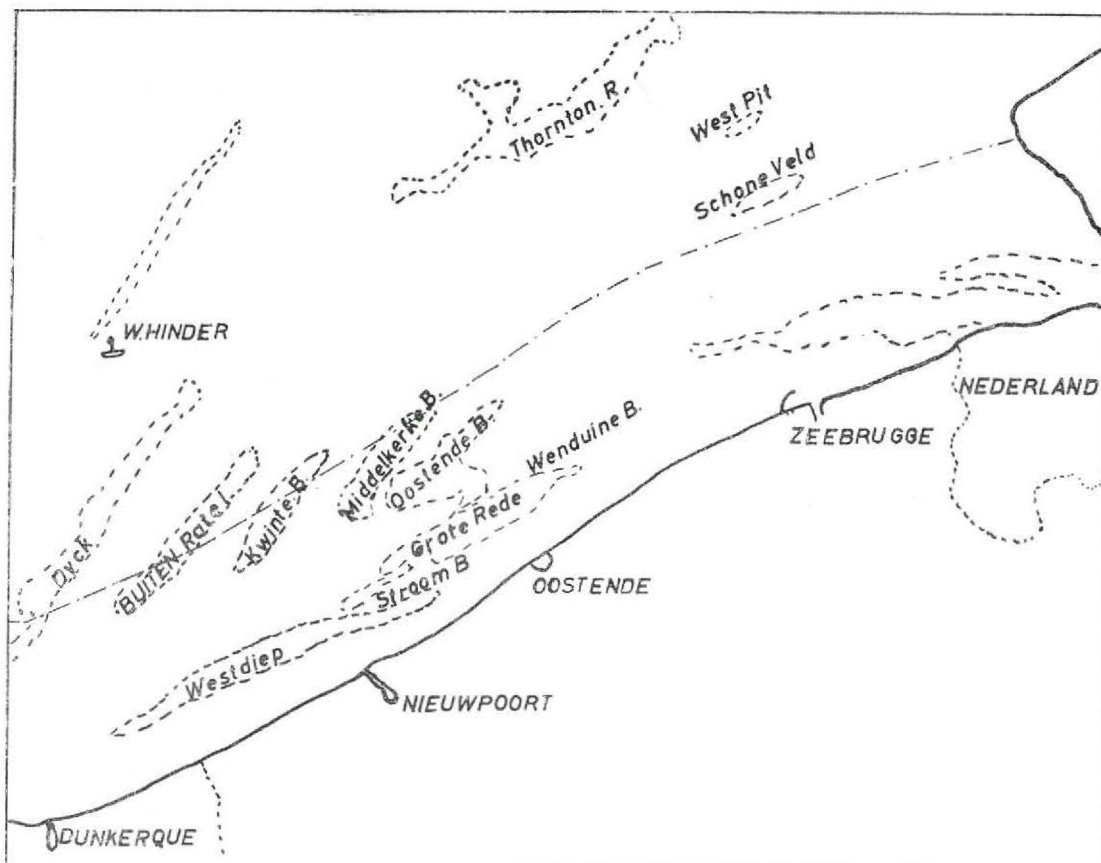 Thornton. R
West Pit
Schone Veld
W.HINDER
NEDERLAND
ZEEBRUGGE
Middelkerke B.
Oostende B.
Wenduine B.
Kwinte B
BUITEN Ratel
Dyck
Grote Rede
Stroom B
OOSTENDE
Westdiep
NIEUWPOORT
DUNKERQUE